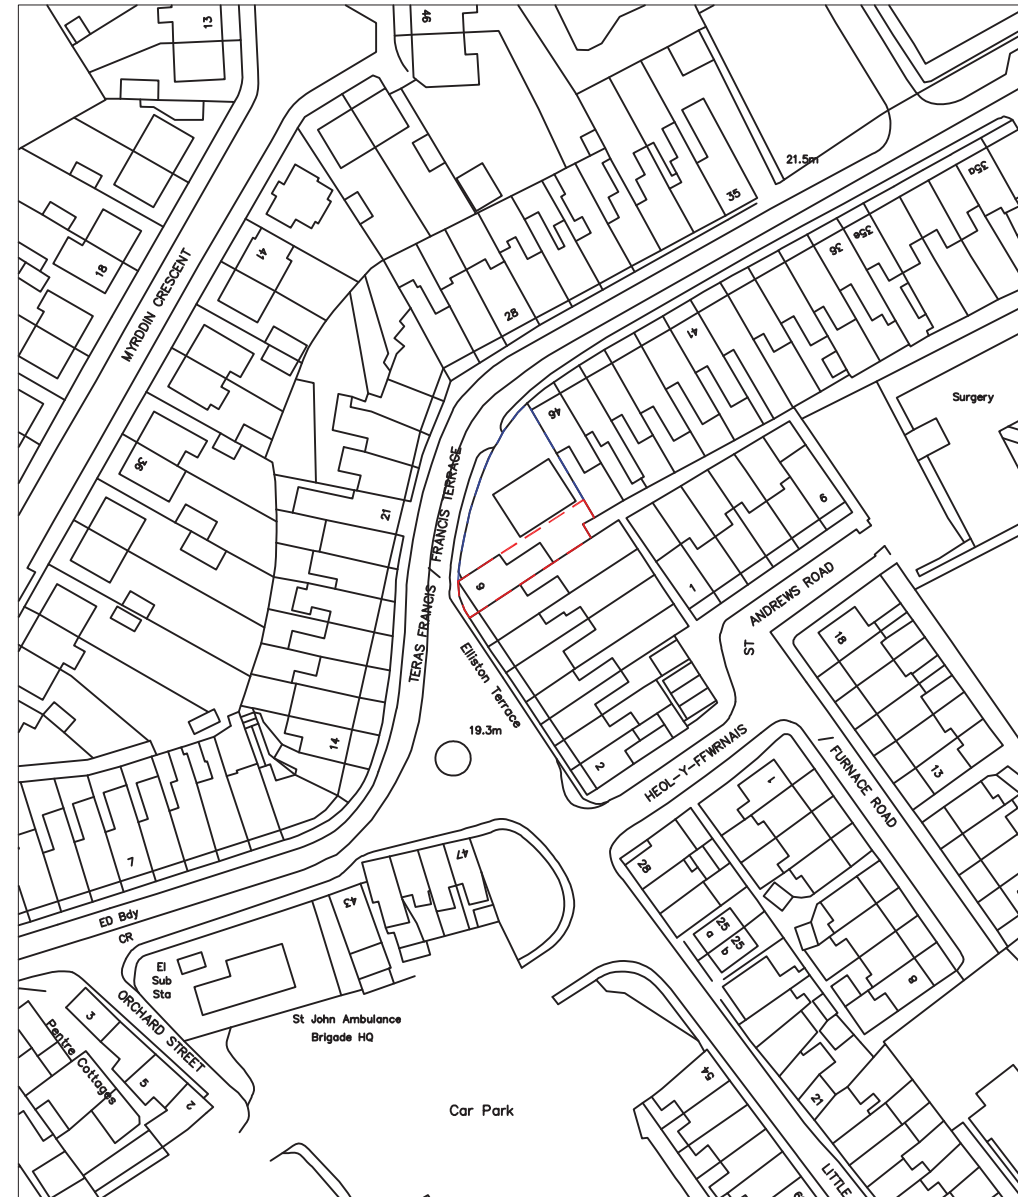 13
46
21.5m
35
35a
35e
36
18
MYRDDIN CRESCENT
41
28
41
46
Surgery
36
21
TERAS FRANCIS / FRANCIS TERRACE
6
9
1
ST ANDREWS ROAD
18
Elliston Terrace
19.3m
14
2
HEOL-Y-FFWRNAIS
/ FURNACE ROAD
13
1
7
47
28
43
ED Bdy
CR
25
a
25
b
8
El
Sub
Sta
ORCHARD STREET
St John Ambulance
Brigade HQ
3
Pentre Cottages
5
2
54
21
Car Park
LITTLE